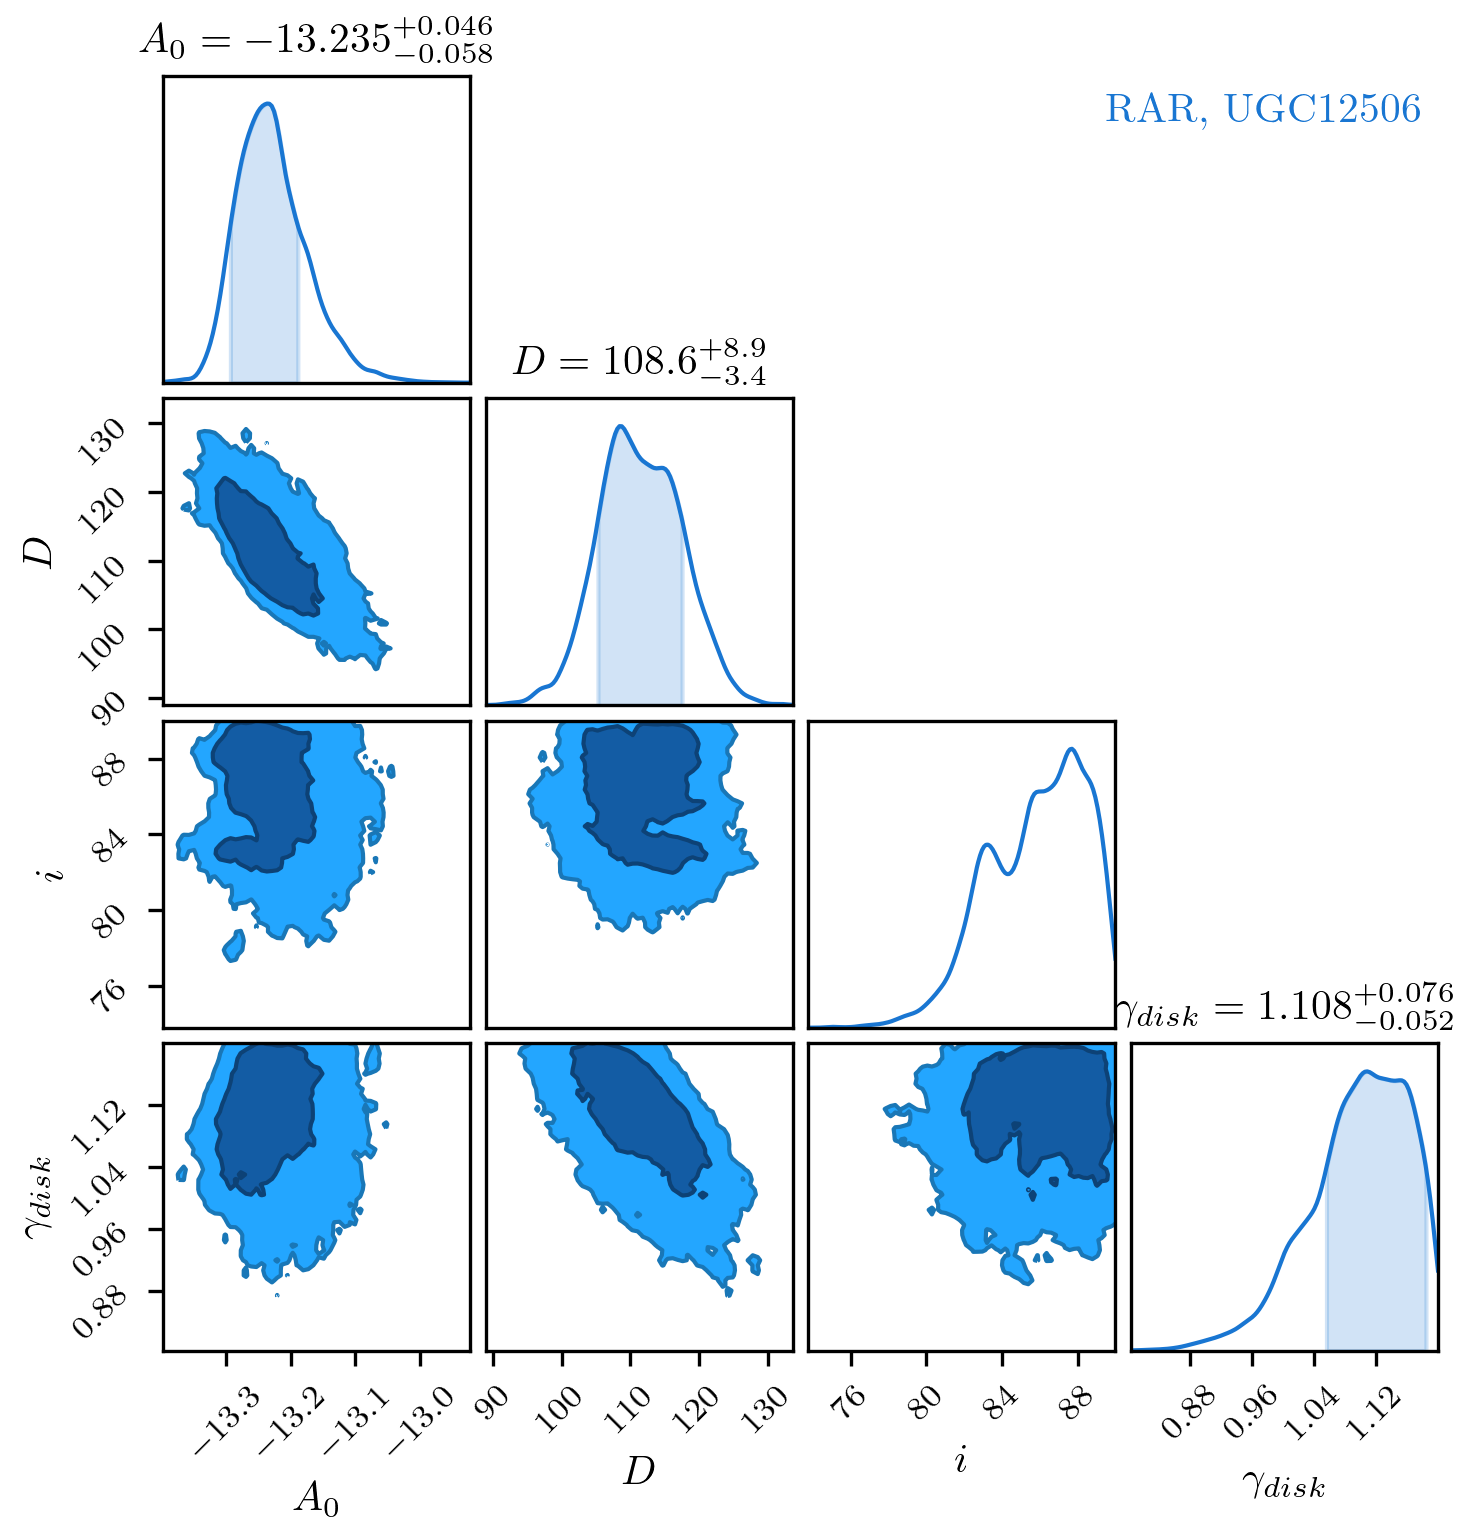 A₀ = −13.235^{+0.046}_{−0.058}
RAR, UGC12506
D = 108.6^{+8.9}_{−3.4}
D
130
120
110
100
90
i
88
84
80
76
γ_{disk} = 1.108^{+0.076}_{−0.052}
γ_{disk}
1.12
1.04
0.96
0.88
−13.3 −13.2 −13.1 −13.0 90 100 110 120 130 76 80 84 88 0.88 0.96 1.04 1.12
A₀ D i γ_{disk}